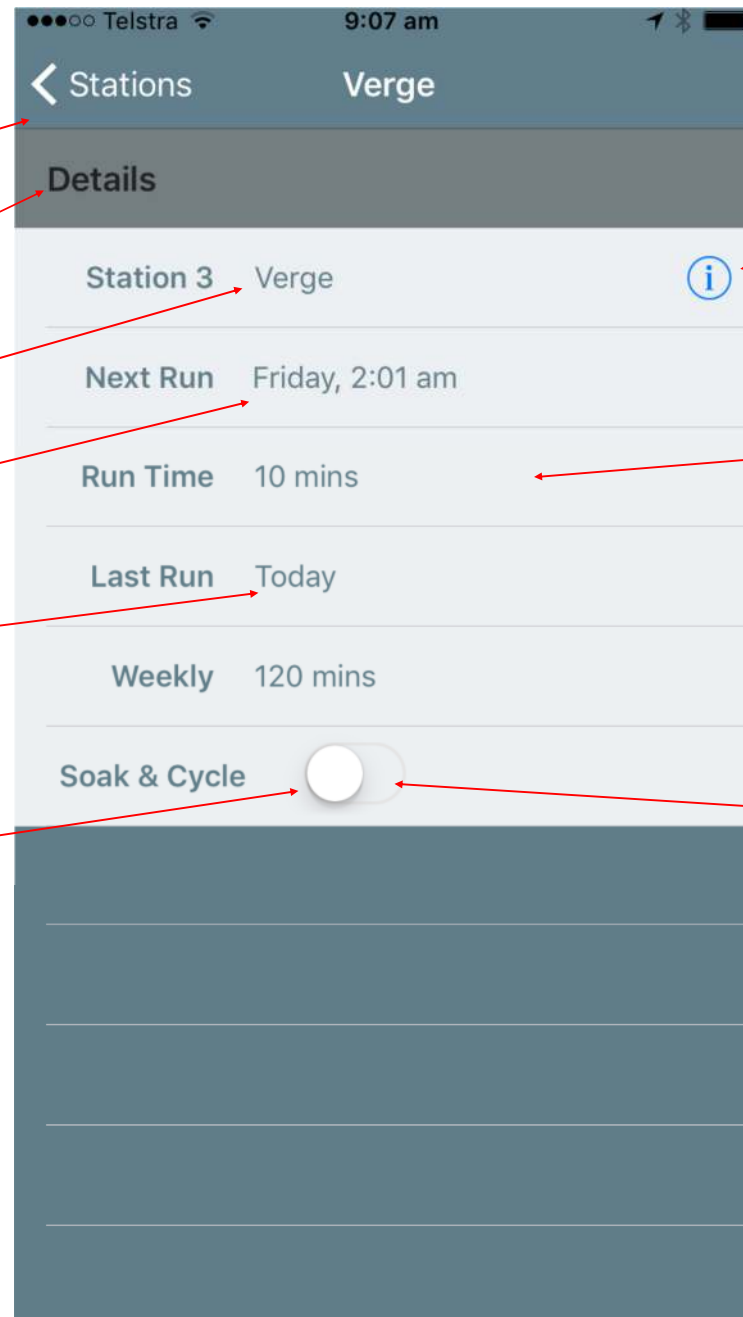 Telstra 9:07 am
Stations Verge
Details
Station 3 Verge
Next Run Friday, 2:01 am
Run Time 10 mins
Last Run Today
Weekly 120 mins
Soak & Cycle